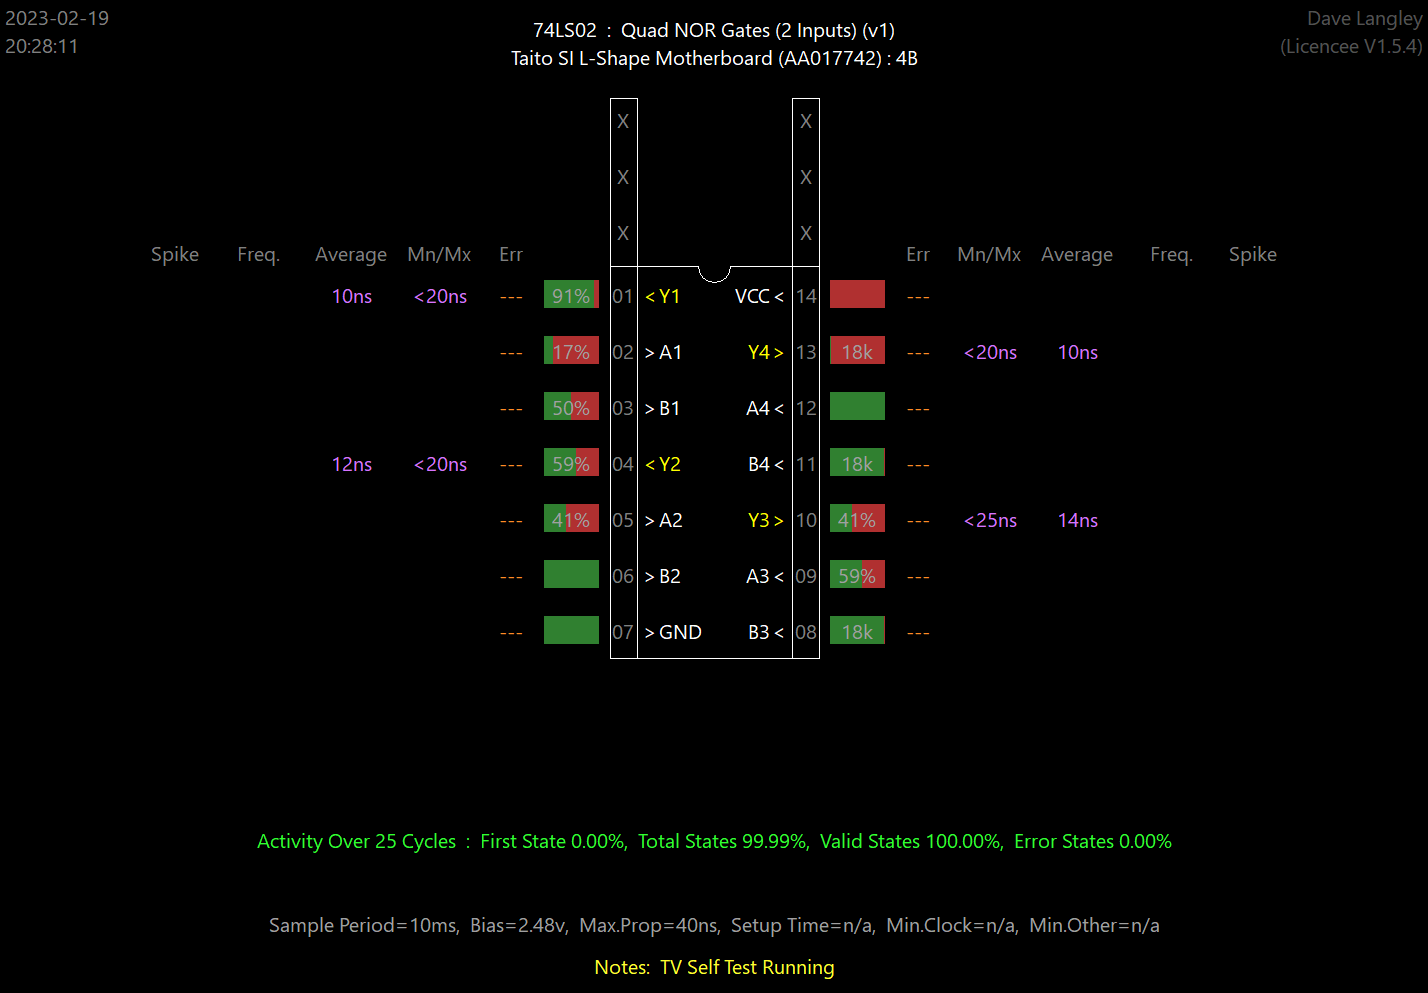 2023-02-19
20:28:11
74LS02 : Quad NOR Gates (2 Inputs) (v1)
Taito SI L-Shape Motherboard (AA017742) : 4B
Dave Langley
(Licencee V1.5.4)
X X
X X
X X
Spike Freq. Average Mn/Mx Err Err Mn/Mx Average Freq. Spike
10ns <20ns --- 91% 01 < Y1 VCC < 14 ---
--- 17% 02 > A1 Y4 > 13 18k --- <20ns 10ns
--- 50% 03 > B1 A4 < 12 ---
12ns <20ns --- 59% 04 < Y2 B4 < 11 18k ---
--- 41% 05 > A2 Y3 > 10 41% --- <25ns 14ns
--- 06 > B2 A3 < 09 59% ---
--- 07 > GND B3 < 08 18k ---
Activity Over 25 Cycles : First State 0.00%, Total States 99.99%, Valid States 100.00%, Error States 0.00%
Sample Period=10ms, Bias=2.48v, Max.Prop=40ns, Setup Time=n/a, Min.Clock=n/a, Min.Other=n/a
Notes: TV Self Test Running